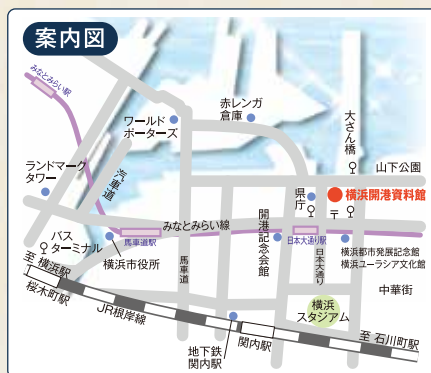 案内図
みなとみらい駅
ワールド
ポーターズ
赤レンガ
倉庫
大さん橋
ランドマーク
タワー
汽車道
山下公園
県庁
横浜開港資料館
〒
みなとみらい線
馬車道駅
開港記念会館
日本大通り駅
バス
ターミナル
横浜市役所
馬車道
日本大通り
横浜都市発展記念館
横浜ユーラシア文化館
至 横浜駅
桜木町駅
JR根岸線
中華街
横浜
スタジアム
地下鉄
関内駅
関内駅
至 石川町駅